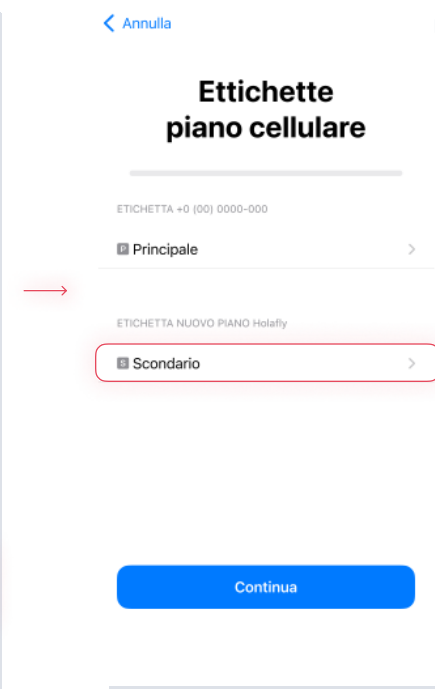 Annulla
Ettichette
piano cellulare
ETICHETTA +0 (00) 0000-000
P Principale
ETICHETTA NUOVO PIANO Holafly
S Scondario
Continua